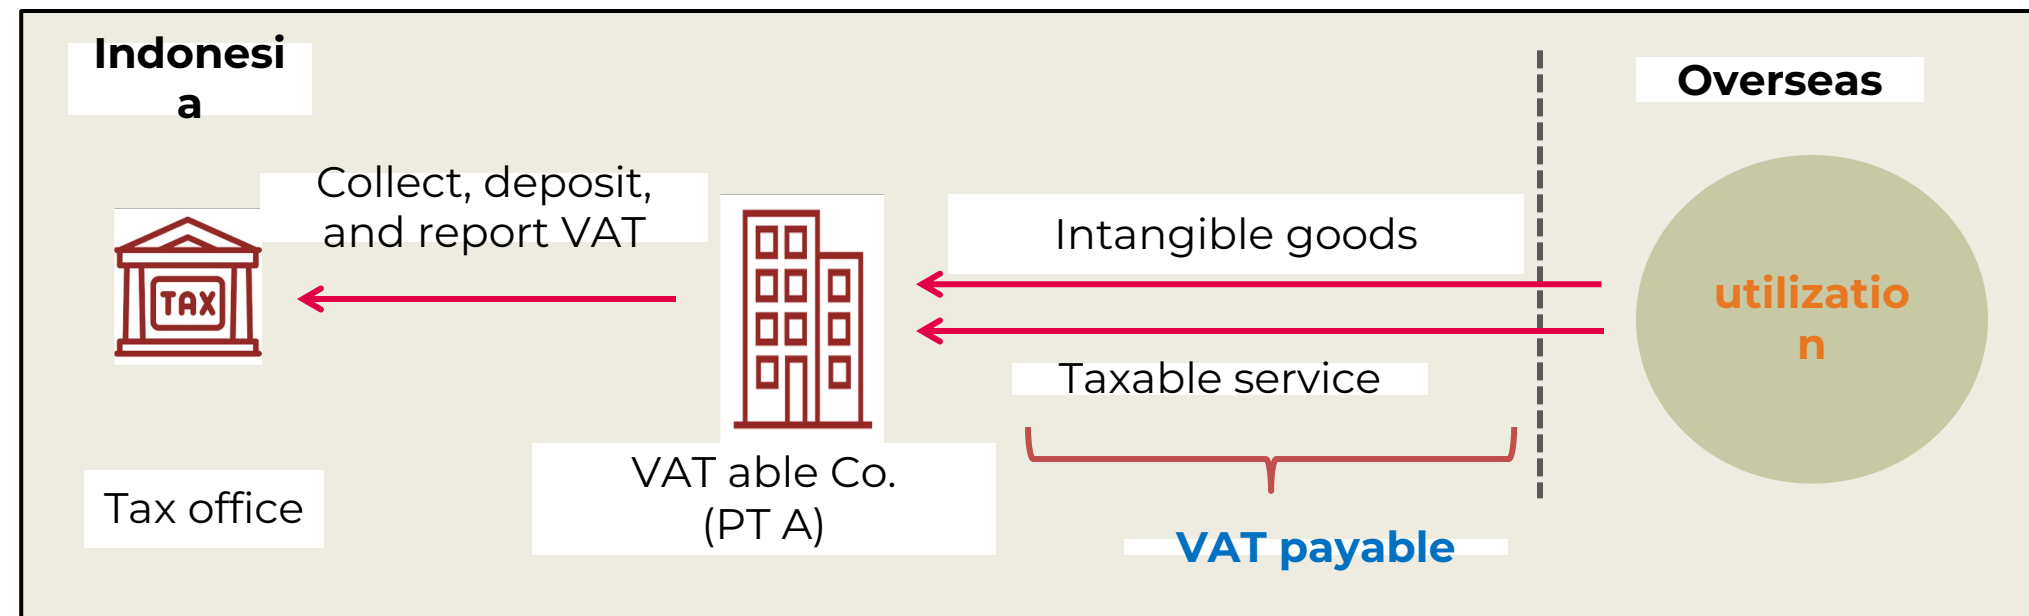 Indonesi
a
Overseas
Collect, deposit,
and report VAT
Intangible goods
TAX
utilizatio
n
Taxable service
VAT able Co.
(PT A)
Tax office
VAT payable